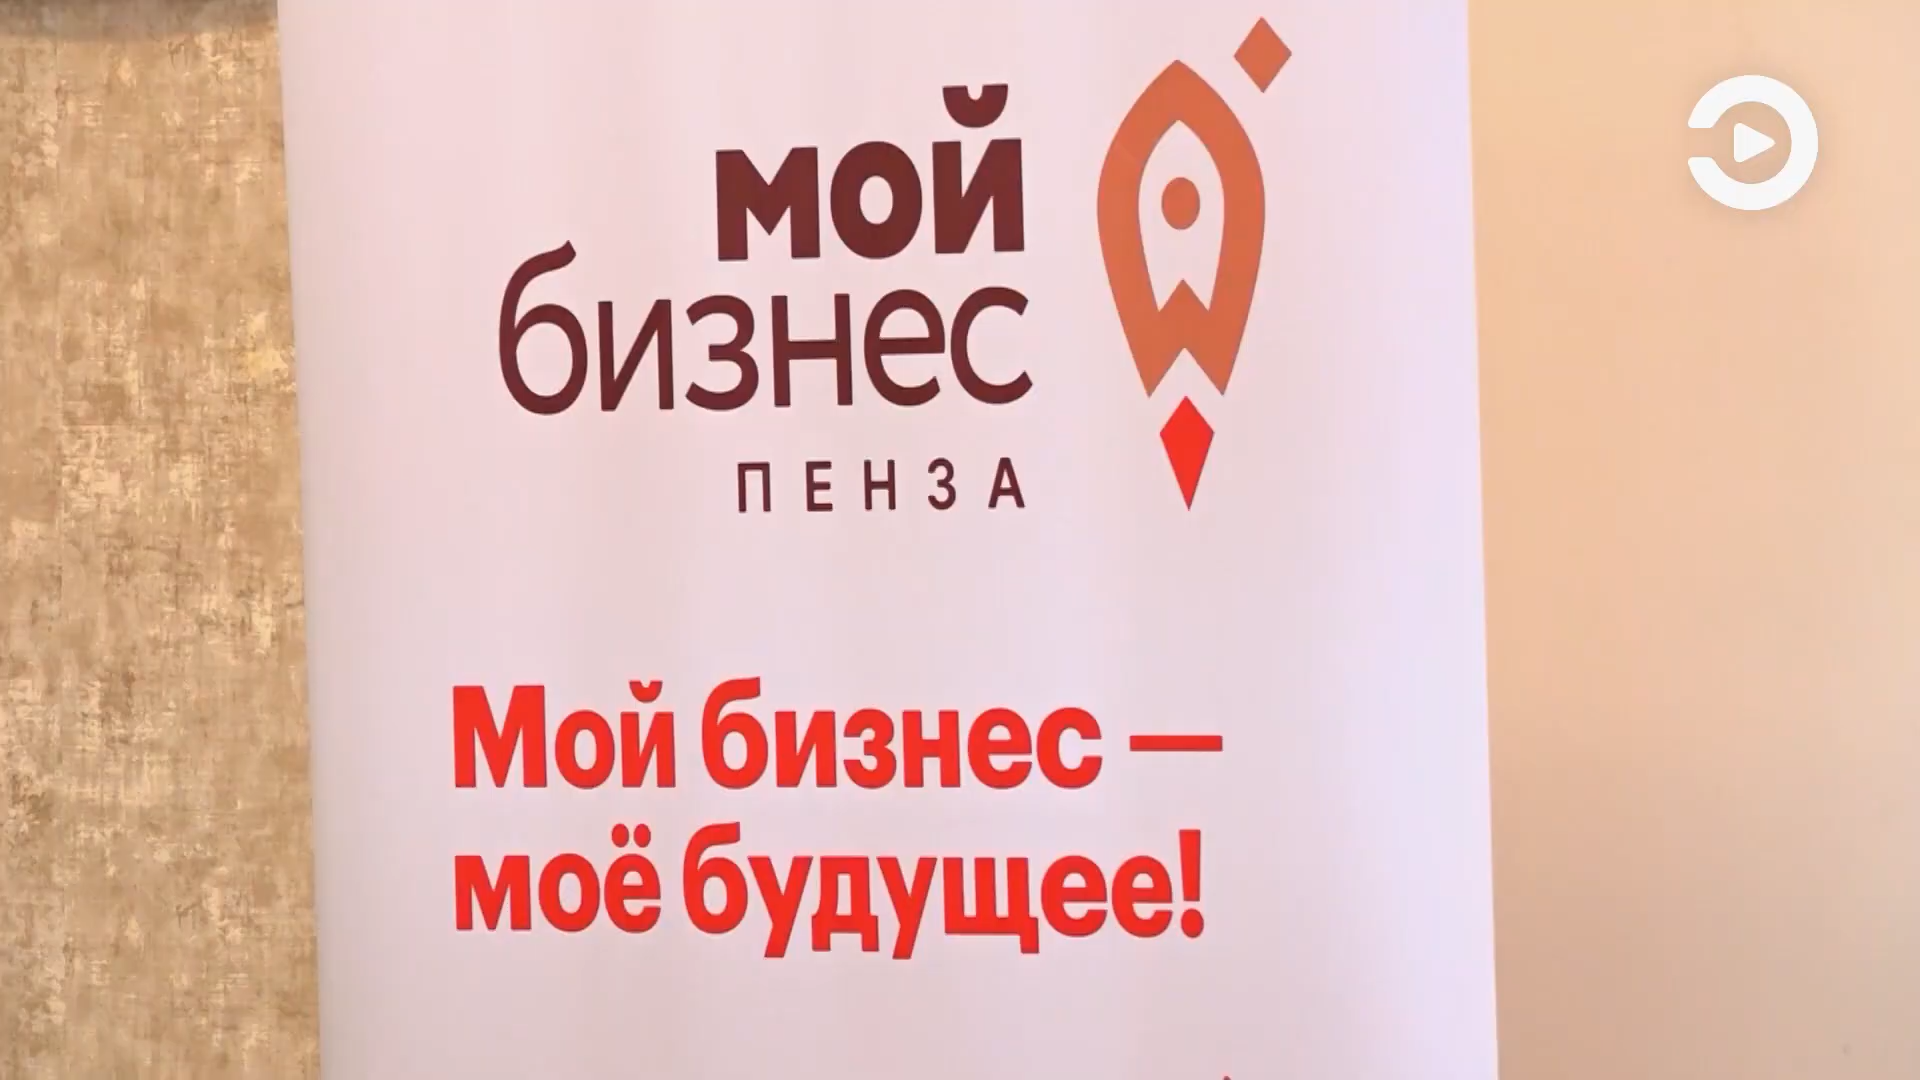 мой
бизнес
ПЕНЗА
Мой бизнес —
моё будущее!